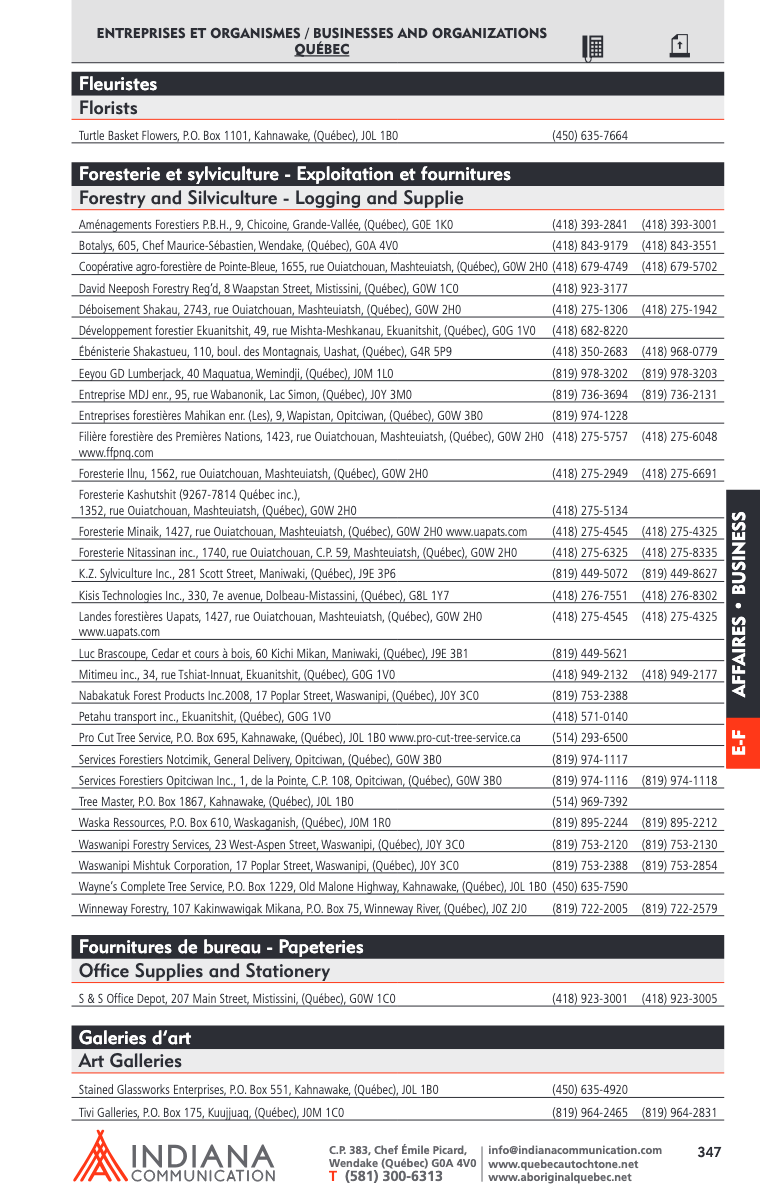 ENTREPRISES ET ORGANISMES / BUSINESSES AND ORGANIZATIONS
QUÉBEC
Fleuristes
Florists
Turtle Basket Flowers, P.O. Box 1101, Kahnawake, (Québec), J0L 1B0 (450) 635-7664
Foresterie et sylviculture - Exploitation et fournitures
Forestry and Silviculture - Logging and Supplie
Aménagements Forestiers P.B.H., 9, Chicoine, Grande-Vallée, (Québec), G0E 1K0 (418) 393-2841 (418) 393-3001
Botalys, 605, Chef Maurice-Sébastien, Wendake, (Québec), G0A 4V0 (418) 843-9179 (418) 843-3551
Coopérative agro-forestière de Pointe-Bleue, 1655, rue Ouiatchouan, Mashteuiatsh, (Québec), G0W 2H0 (418) 679-4749 (418) 679-5702
David Neeposh Forestry Reg’d, 8 Waapstan Street, Mistissini, (Québec), G0W 1C0 (418) 923-3177
Déboisement Shakau, 2743, rue Ouiatchouan, Mashteuiatsh, (Québec), G0W 2H0 (418) 275-1306 (418) 275-1942
Développement forestier Ekuanitshit, 49, rue Mishta-Meshkanau, Ekuanitshit, (Québec), G0G 1V0 (418) 682-8220
Ébénisterie Shakastueu, 110, boul. des Montagnais, Uashat, (Québec), G4R 5P9 (418) 350-2683 (418) 968-0779
Eeyou GD Lumberjack, 40 Maquatua, Wemindji, (Québec), J0M 1L0 (819) 978-3202 (819) 978-3203
Entreprise MDJ enr., 95, rue Wabanonik, Lac Simon, (Québec), J0Y 3M0 (819) 736-3694 (819) 736-2131
Entreprises forestières Mahikan enr. (Les), 9, Wapistan, Opitciwan, (Québec), G0W 3B0 (819) 974-1228
Filière forestière des Premières Nations, 1423, rue Ouiatchouan, Mashteuiatsh, (Québec), G0W 2H0 (418) 275-5757 (418) 275-6048
www.ffpnq.com
Foresterie Ilnu, 1562, rue Ouiatchouan, Mashteuiatsh, (Québec), G0W 2H0 (418) 275-2949 (418) 275-6691
Foresterie Kashutshit (9267-7814 Québec inc.),
1352, rue Ouiatchouan, Mashteuiatsh, (Québec), G0W 2H0 (418) 275-5134
Foresterie Minaik, 1427, rue Ouiatchouan, Mashteuiatsh, (Québec), G0W 2H0 www.uapats.com (418) 275-4545 (418) 275-4325
Foresterie Nitassinan inc., 1740, rue Ouiatchouan, C.P. 59, Mashteuiatsh, (Québec), G0W 2H0 (418) 275-6325 (418) 275-8335
K.Z. Sylviculture Inc., 281 Scott Street, Maniwaki, (Québec), J9E 3P6 (819) 449-5072 (819) 449-8627
Kisis Technologies Inc., 330, 7e avenue, Dolbeau-Mistassini, (Québec), G8L 1Y7 (418) 276-7551 (418) 276-8302
Landes forestières Uapats, 1427, rue Ouiatchouan, Mashteuiatsh, (Québec), G0W 2H0 (418) 275-4545 (418) 275-4325
www.uapats.com
Luc Brascoupe, Cedar et cours à bois, 60 Kichi Mikan, Maniwaki, (Québec), J9E 3B1 (819) 449-5621
Mitimeu inc., 34, rue Tshiat-Innuat, Ekuanitshit, (Québec), G0G 1V0 (418) 949-2132 (418) 949-2177
Nabakatuk Forest Products Inc.2008, 17 Poplar Street, Waswanipi, (Québec), J0Y 3C0 (819) 753-2388
Petahu transport inc., Ekuanitshit, (Québec), G0G 1V0 (418) 571-0140
Pro Cut Tree Service, P.O. Box 695, Kahnawake, (Québec), J0L 1B0 www.pro-cut-tree-service.ca (514) 293-6500
Services Forestiers Notcimik, General Delivery, Opitciwan, (Québec), G0W 3B0 (819) 974-1117
Services Forestiers Opitciwan Inc., 1, de la Pointe, C.P. 108, Opitciwan, (Québec), G0W 3B0 (819) 974-1116 (819) 974-1118
Tree Master, P.O. Box 1867, Kahnawake, (Québec), J0L 1B0 (514) 969-7392
Waska Ressources, P.O. Box 610, Waskaganish, (Québec), J0M 1R0 (819) 895-2244 (819) 895-2212
Waswanipi Forestry Services, 23 West-Aspen Street, Waswanipi, (Québec), J0Y 3C0 (819) 753-2120 (819) 753-2130
Waswanipi Mishtuk Corporation, 17 Poplar Street, Waswanipi, (Québec), J0Y 3C0 (819) 753-2388 (819) 753-2854
Wayne’s Complete Tree Service, P.O. Box 1229, Old Malone Highway, Kahnawake, (Québec), J0L 1B0 (450) 635-7590
Winneway Forestry, 107 Kakinwawigak Mikana, P.O. Box 75, Winneway River, (Québec), J0Z 2J0 (819) 722-2005 (819) 722-2579
Fournitures de bureau - Papeteries
Office Supplies and Stationery
S & S Office Depot, 207 Main Street, Mistissini, (Québec), G0W 1C0 (418) 923-3001 (418) 923-3005
Galeries d’art
Art Galleries
Stained Glassworks Enterprises, P.O. Box 551, Kahnawake, (Québec), J0L 1B0 (450) 635-4920
Tivi Galleries, P.O. Box 175, Kuujjuaq, (Québec), J0M 1C0 (819) 964-2465 (819) 964-2831
AFFAIRES • BUSINESS
E-F
INDIANA
COMMUNICATION
C.P. 383, Chef Émile Picard,
Wendake (Québec) G0A 4V0
T (581) 300-6313
info@indianacommunication.com
www.quebecautochtone.net
www.aboriginalquebec.net
347